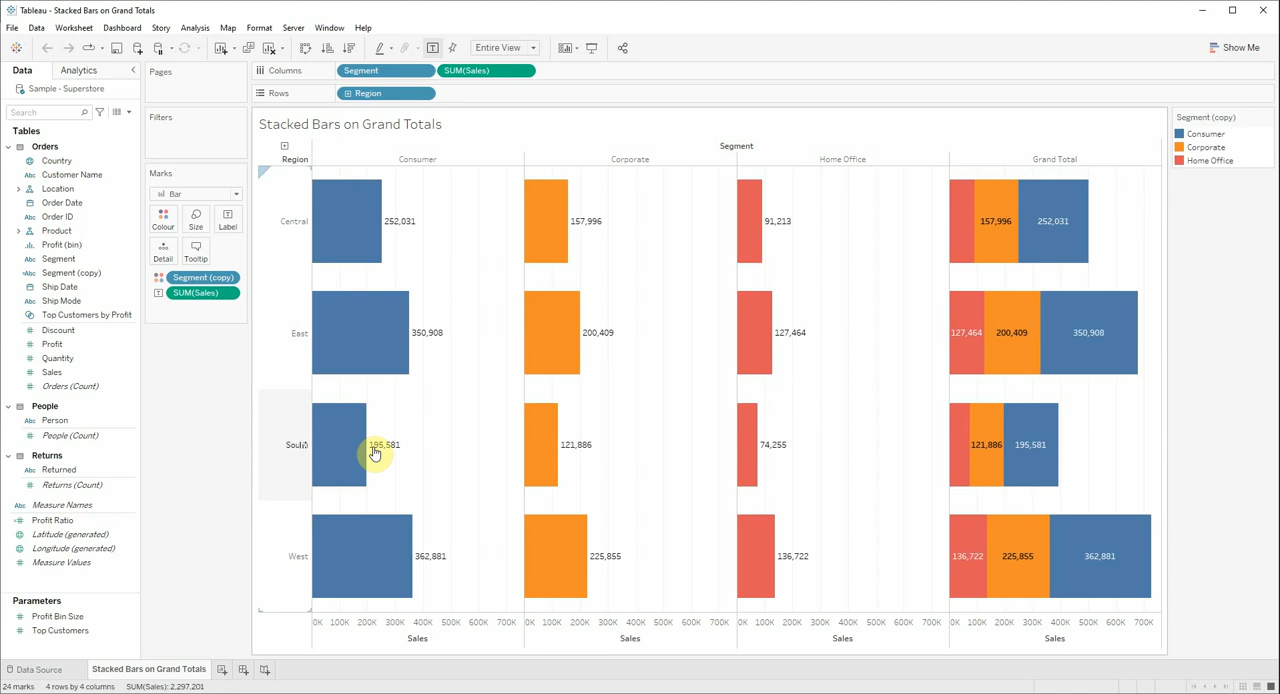 Tableau - Stacked Bars on Grand Totals
File Data Worksheet Dashboard Story Analysis Map Format Server Window Help
Entire View
Show Me
Data Analytics
Sample - Superstore
Search
Tables
Orders
Country
Abc Customer Name
Location
Order Date
Abc Order ID
Product
Profit (bin)
Abc Segment
Abc Segment (copy)
Ship Date
Abc Ship Mode
Top Customers by Profit
Discount
Profit
Quantity
Sales
Orders (Count)
People
Abc Person
People (Count)
Returns
Abc Returned
Returns (Count)
Abc Measure Names
Profit Ratio
Latitude (generated)
Longitude (generated)
Measure Values
Parameters
Profit Bin Size
Top Customers
Pages
Filters
Marks
Bar
Colour Size Label
Detail Tooltip
Segment (copy)
SUM(Sales)
Columns Segment SUM(Sales)
Rows Region
Stacked Bars on Grand Totals
Segment
Region Consumer Corporate Home Office Grand Total
Central 252,031 157,996 91,213 157,996 252,031
East 350,908 200,409 127,464 127,464 200,409 350,908
South 195,581 121,886 74,255 121,886 195,581
West 362,881 225,855 136,722 136,722 225,855 362,881
0K 100K 200K 300K 400K 500K 600K 700K 0K 100K 200K 300K 400K 500K 600K 700K 0K 100K 200K 300K 400K 500K 600K 700K 0K 100K 200K 300K 400K 500K 600K 700K
Sales Sales Sales Sales
Segment (copy)
Consumer
Corporate
Home Office
Data Source Stacked Bars on Grand Totals
24 marks 4 rows by 4 columns SUM(Sales): 2,297,201